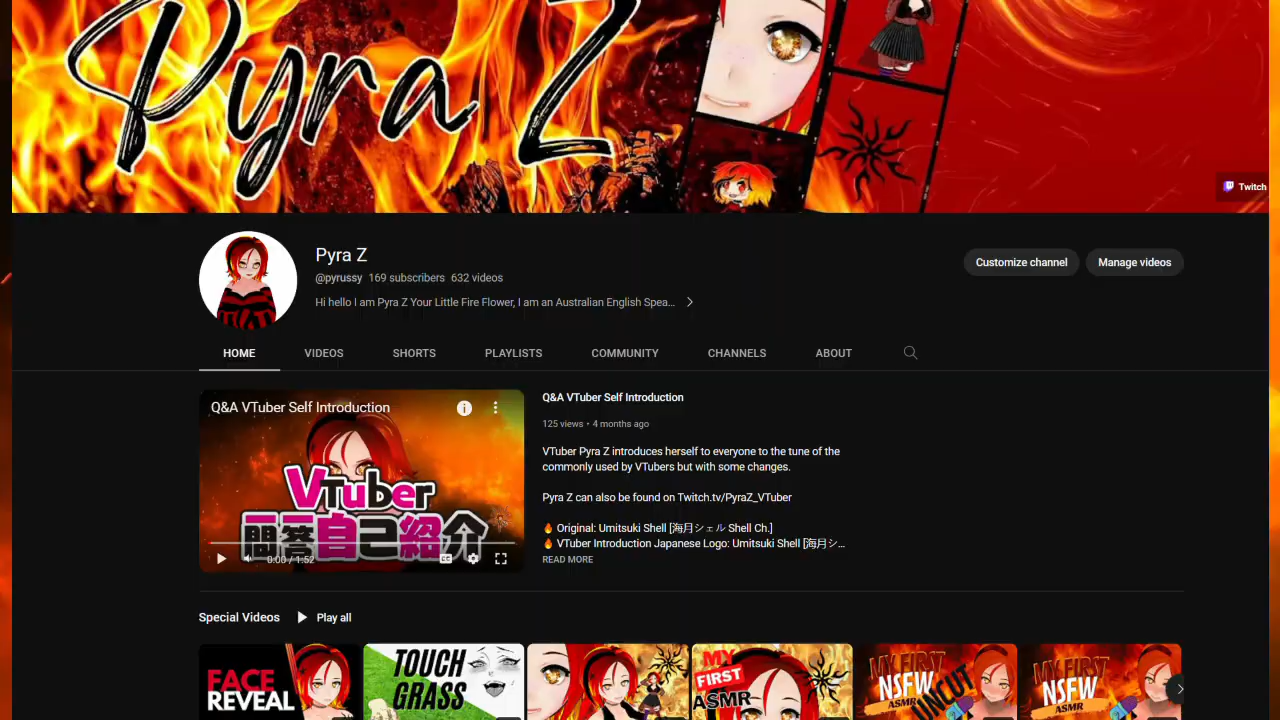 Pyra Z
Twitch
Pyra Z
@pyrussy 169 subscribers 632 videos
Hi hello I am Pyra Z Your Little Fire Flower, I am an Australian English Spea...
Customize channel
Manage videos
HOME VIDEOS SHORTS PLAYLISTS COMMUNITY CHANNELS ABOUT
Q&A VTuber Self Introduction
VTuber
問答自己紹介
0:00 / 1:52
CC
Q&A VTuber Self Introduction
125 views • 4 months ago
VTuber Pyra Z introduces herself to everyone to the tune of the
commonly used by VTubers but with some changes.
Pyra Z can also be found on Twitch.tv/PyraZ_VTuber
🔥 Original: Umitsuki Shell [海月シェル Shell Ch.]
🔥 VTuber Introduction Japanese Logo: Umitsuki Shell [海月シ...
READ MORE
Special Videos Play all
FACE
REVEAL
TOUCH
GRASS
MY
FIRST
ASMR
MY FIRST
NSFW
ASMR
UNCUT
MY FIRST
NSFW
ASMR